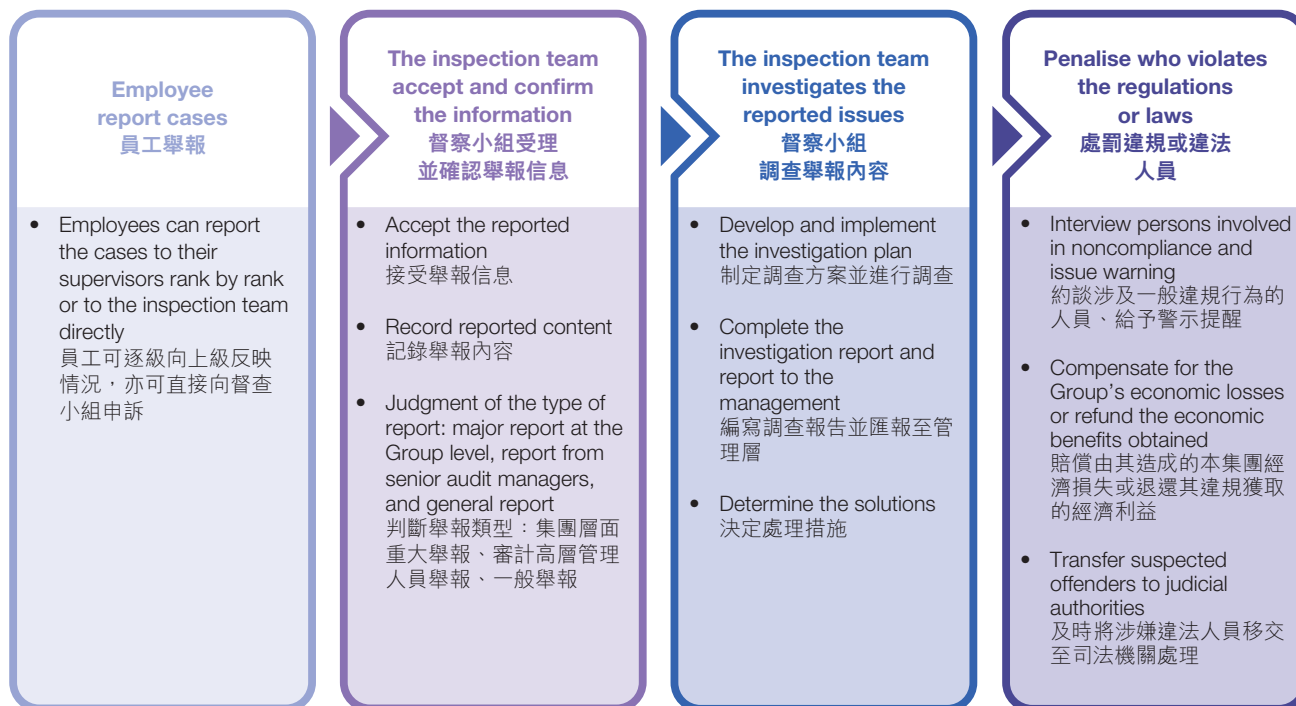 Employee
report cases
員工舉報
• Employees can report
the cases to their
supervisors rank by rank
or to the inspection team
directly
員工可逐級向上級反映
情況，亦可直接向督查
小組申訴
The inspection team
accept and confirm
the information
督察小組受理
並確認舉報信息
• Accept the reported
information
接受舉報信息
• Record reported content
記錄舉報內容
• Judgment of the type of
report: major report at the
Group level, report from
senior audit managers,
and general report
判斷舉報類型：集團層面
重大舉報、審計高層管理
人員舉報、一般舉報
The inspection team
investigates the
reported issues
督察小組
調查舉報內容
• Develop and implement
the investigation plan
制定調查方案並進行調查
• Complete the
investigation report and
report to the
management
編寫調查報告並匯報至管
理層
• Determine the solutions
決定處理措施
Penalise who violates
the regulations
or laws
處罰違規或違法
人員
• Interview persons involved
in noncompliance and
issue warning
約談涉及一般違規行為的
人員、給予警示提醒
• Compensate for the
Group's economic losses
or refund the economic
benefits obtained
賠償由其造成的本集團經
濟損失或退還其違規獲取
的經濟利益
• Transfer suspected
offenders to judicial
authorities
及時將涉嫌違法人員移交
至司法機關處理